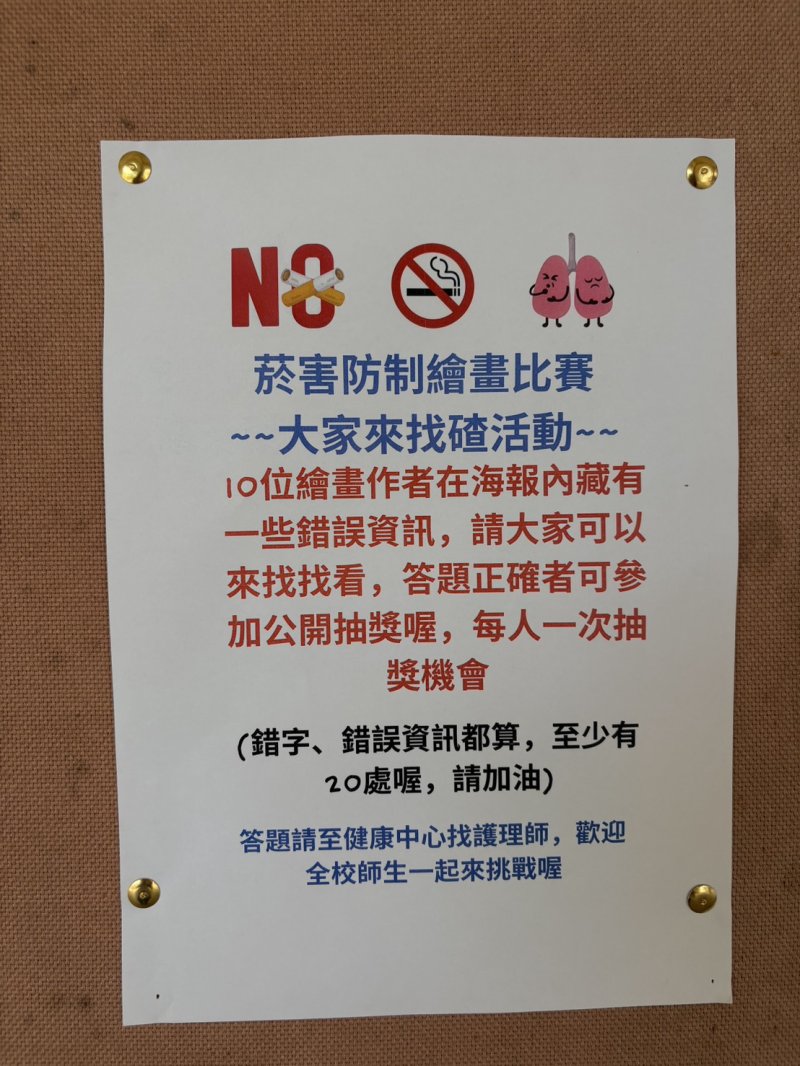 NO
菸害防制繪畫比賽
~~大家來找碴活動~~
10位繪畫作者在海報內藏有
一些錯誤資訊，請大家可以
來找找看，答題正確者可參
加公開抽獎喔，每人一次抽
獎機會
(錯字、錯誤資訊都算，至少有
20處喔，請加油)
答題請至健康中心找護理師，歡迎
全校師生一起來挑戰喔